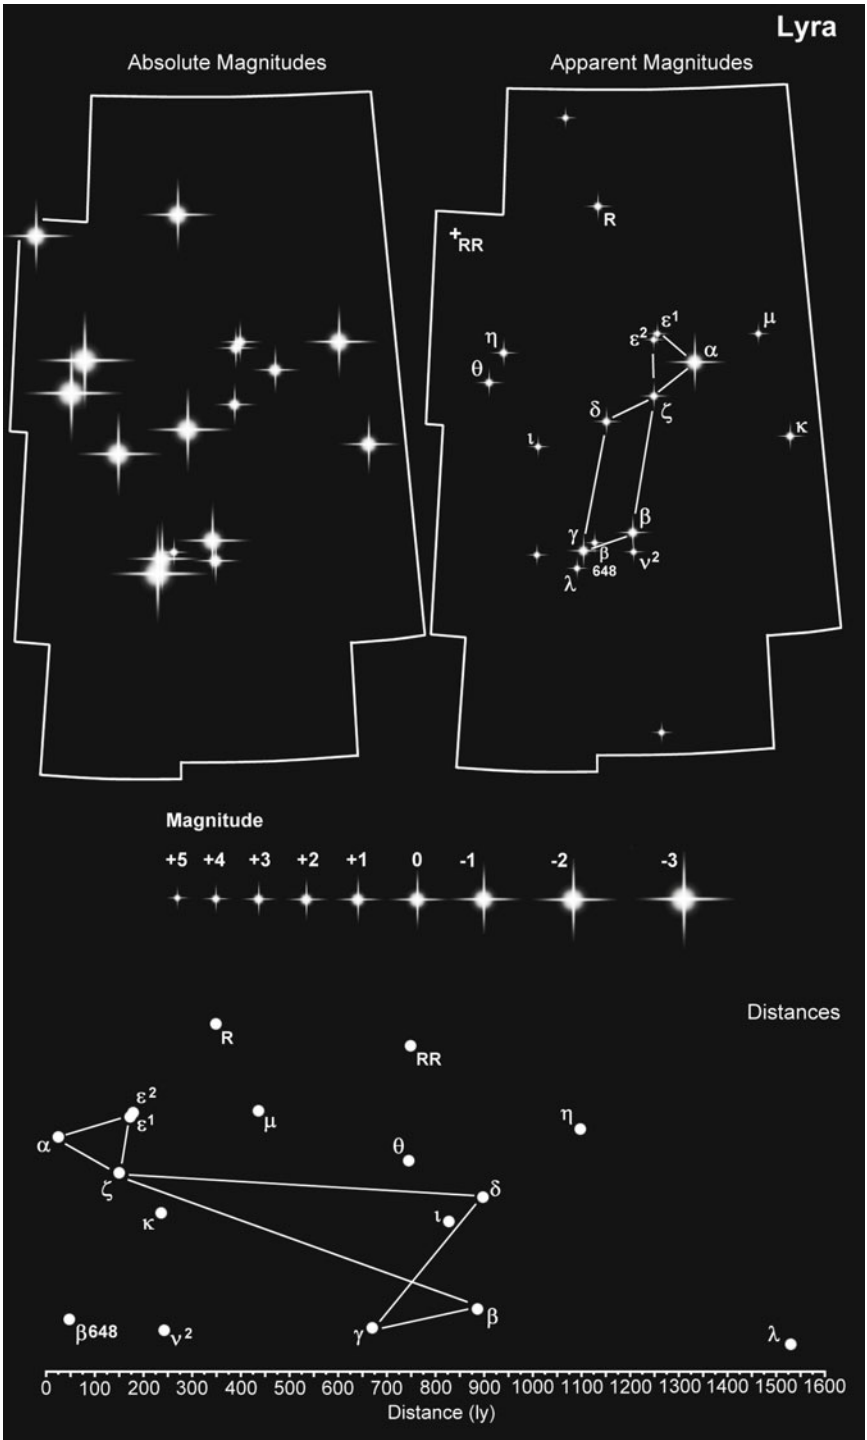 Lyra
Absolute Magnitudes
Apparent Magnitudes
R
RR
ε¹
ε²
μ
η
α
θ
ζ
δ
κ
ι
β
γ
β
648
ν²
λ
Magnitude
+5 +4 +3 +2 +1 0 -1 -2 -3
Distances
R
RR
ε²
ε¹
μ
η
α
θ
ζ
δ
κ
ι
β
β648
ν²
γ
λ
0 100 200 300 400 500 600 700 800 900 1000 1100 1200 1300 1400 1500 1600
Distance (ly)